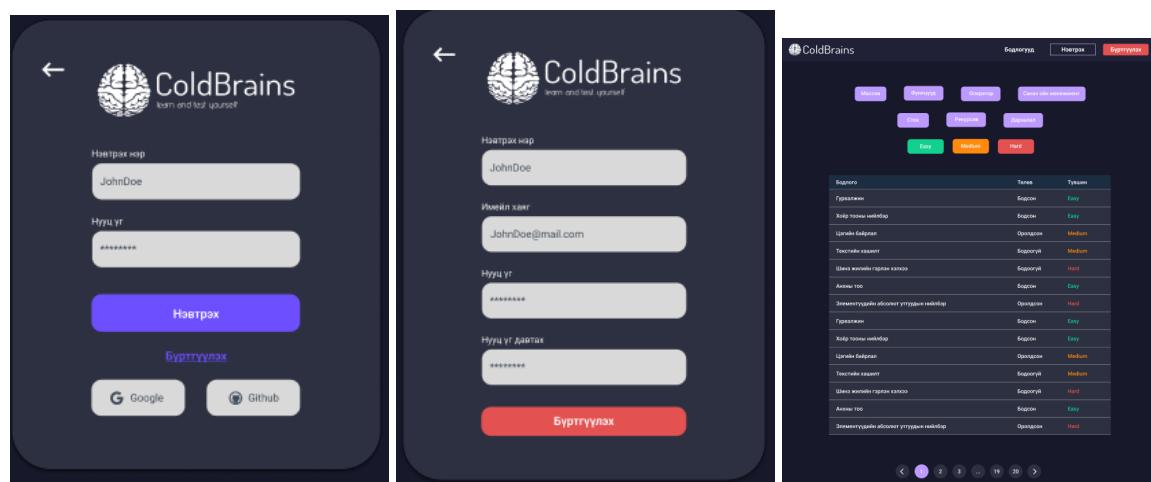 ColdBrains
learn and test yourself
Нэвтрэх нэр
JohnDoe
Нууц үг
********
Нэвтрэх
Бүртгүүлэх
Google
Github
ColdBrains
learn and test yourself
Нэвтрэх нэр
JohnDoe
Имейл хаяг
JohnDoe@mail.com
Нууц үг
********
Нууц үг давтах
********
Бүртгүүлэх
ColdBrains Бодлогууд Нэвтрэх Бүртгүүлэх
Массив Функцууд Оператор Санах ойн менежмент
Стек Рекурсив Дараалал
Easy Medium Hard
Бодлого Төлөв Түвшин
Гурвалжин Бодсон Easy
Хоёр тооны нийлбэр Бодсон Easy
Цэгийн байрлал Оролдсон Medium
Текстийн хашилт Бодоогүй Medium
Шинэ жилийн гэрлэн хэлхээ Бодоогүй Hard
Анхны тоо Бодсон Easy
Элементүүдийн абсолют утгуудын нийлбэр Оролдсон Hard
Гурвалжин Бодсон Easy
Хоёр тооны нийлбэр Бодсон Easy
Цэгийн байрлал Оролдсон Medium
Текстийн хашилт Бодоогүй Medium
Шинэ жилийн гэрлэн хэлхээ Бодоогүй Hard
Анхны тоо Бодсон Easy
Элементүүдийн абсолют утгуудын нийлбэр Оролдсон Hard
< 1 2 3 ... 19 20 >